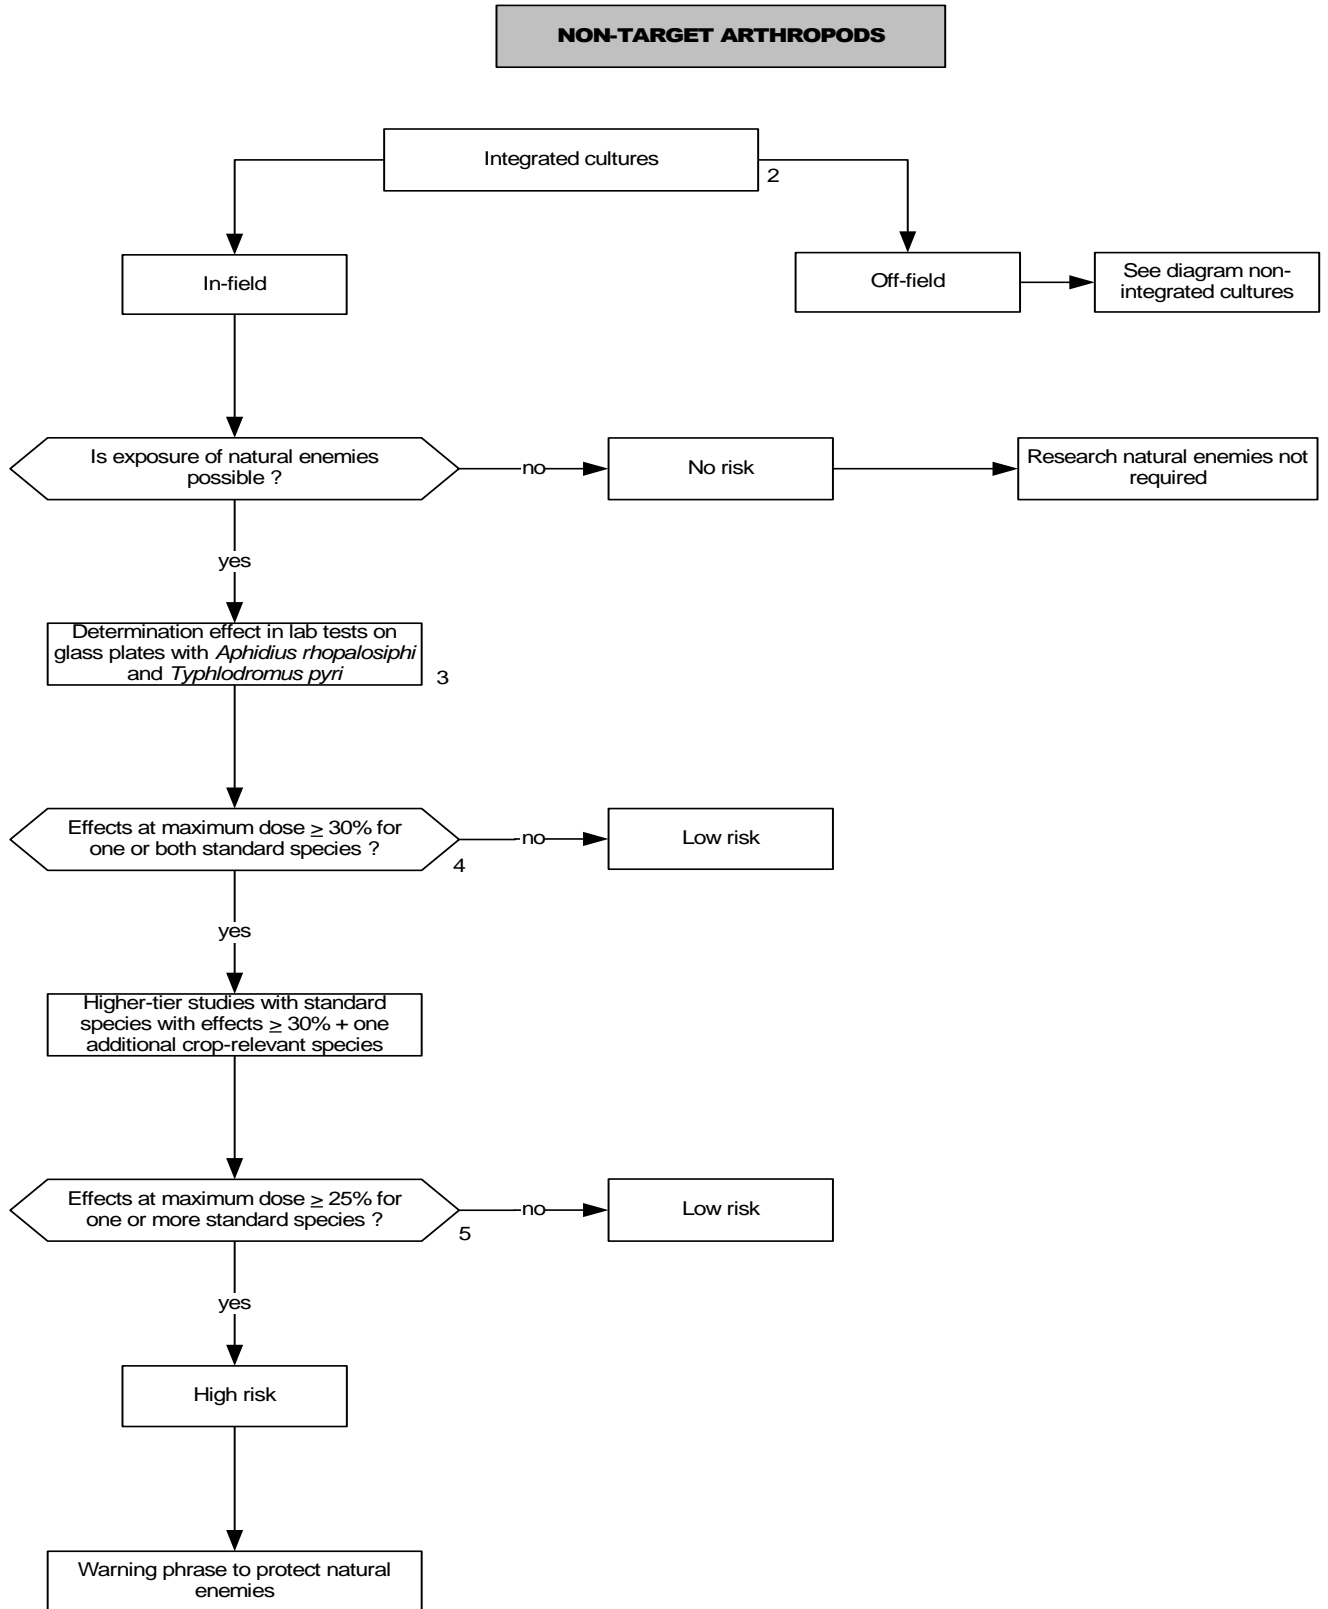 NON-TARGET ARTHROPODS
Integrated cultures
2
In-field
Off-field
See diagram non-
integrated cultures
Is exposure of natural enemies
possible ?
no
No risk
Research natural enemies not
required
yes
Determination effect in lab tests on
glass plates with Aphidius rhopalosiphi
and Typhlodromus pyri
3
Effects at maximum dose ≥ 30% for
one or both standard species ?
4
no
Low risk
yes
Higher-tier studies with standard
species with effects ≥ 30% + one
additional crop-relevant species
Effects at maximum dose ≥ 25% for
one or more standard species ?
5
no
Low risk
yes
High risk
Warning phrase to protect natural
enemies